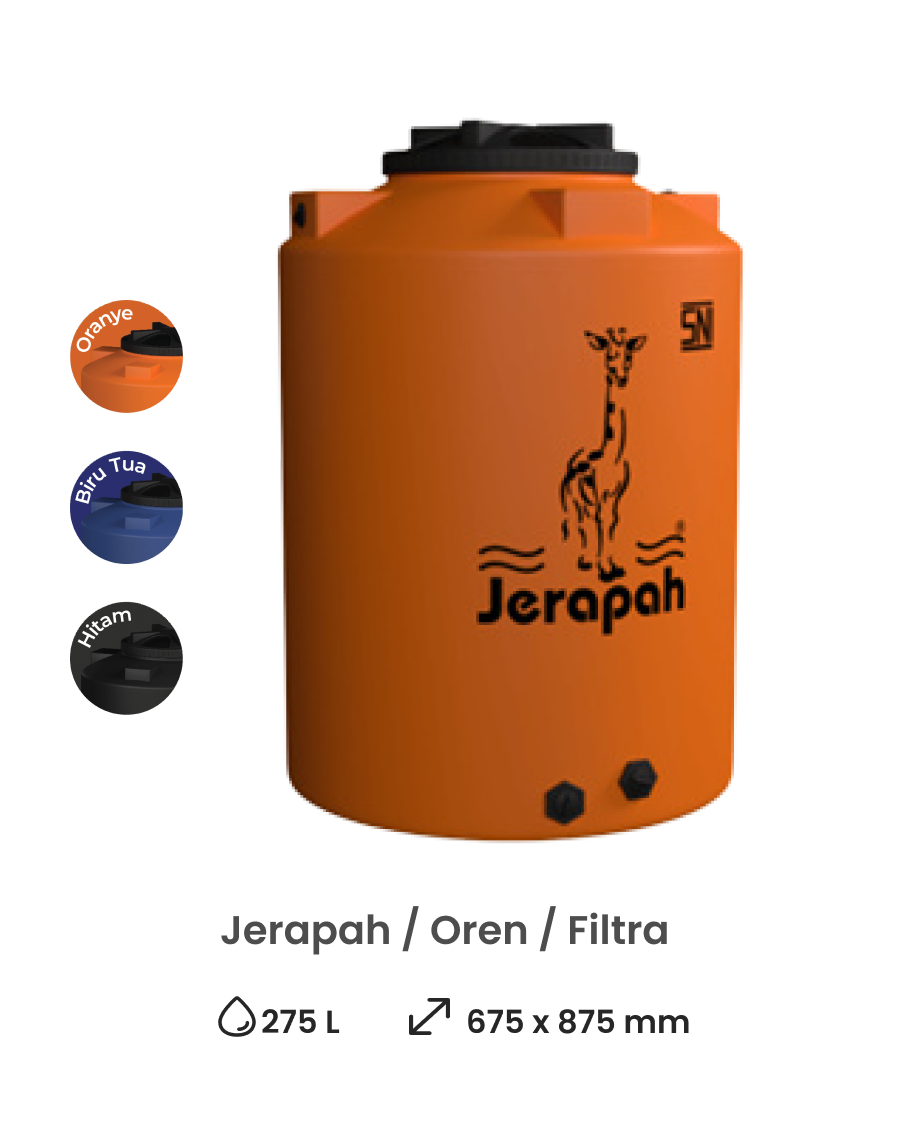 Oranye
Biru Tua
Hitam
SNI
Jerapah®
Jerapah / Oren / Filtra
275 L
675 x 875 mm